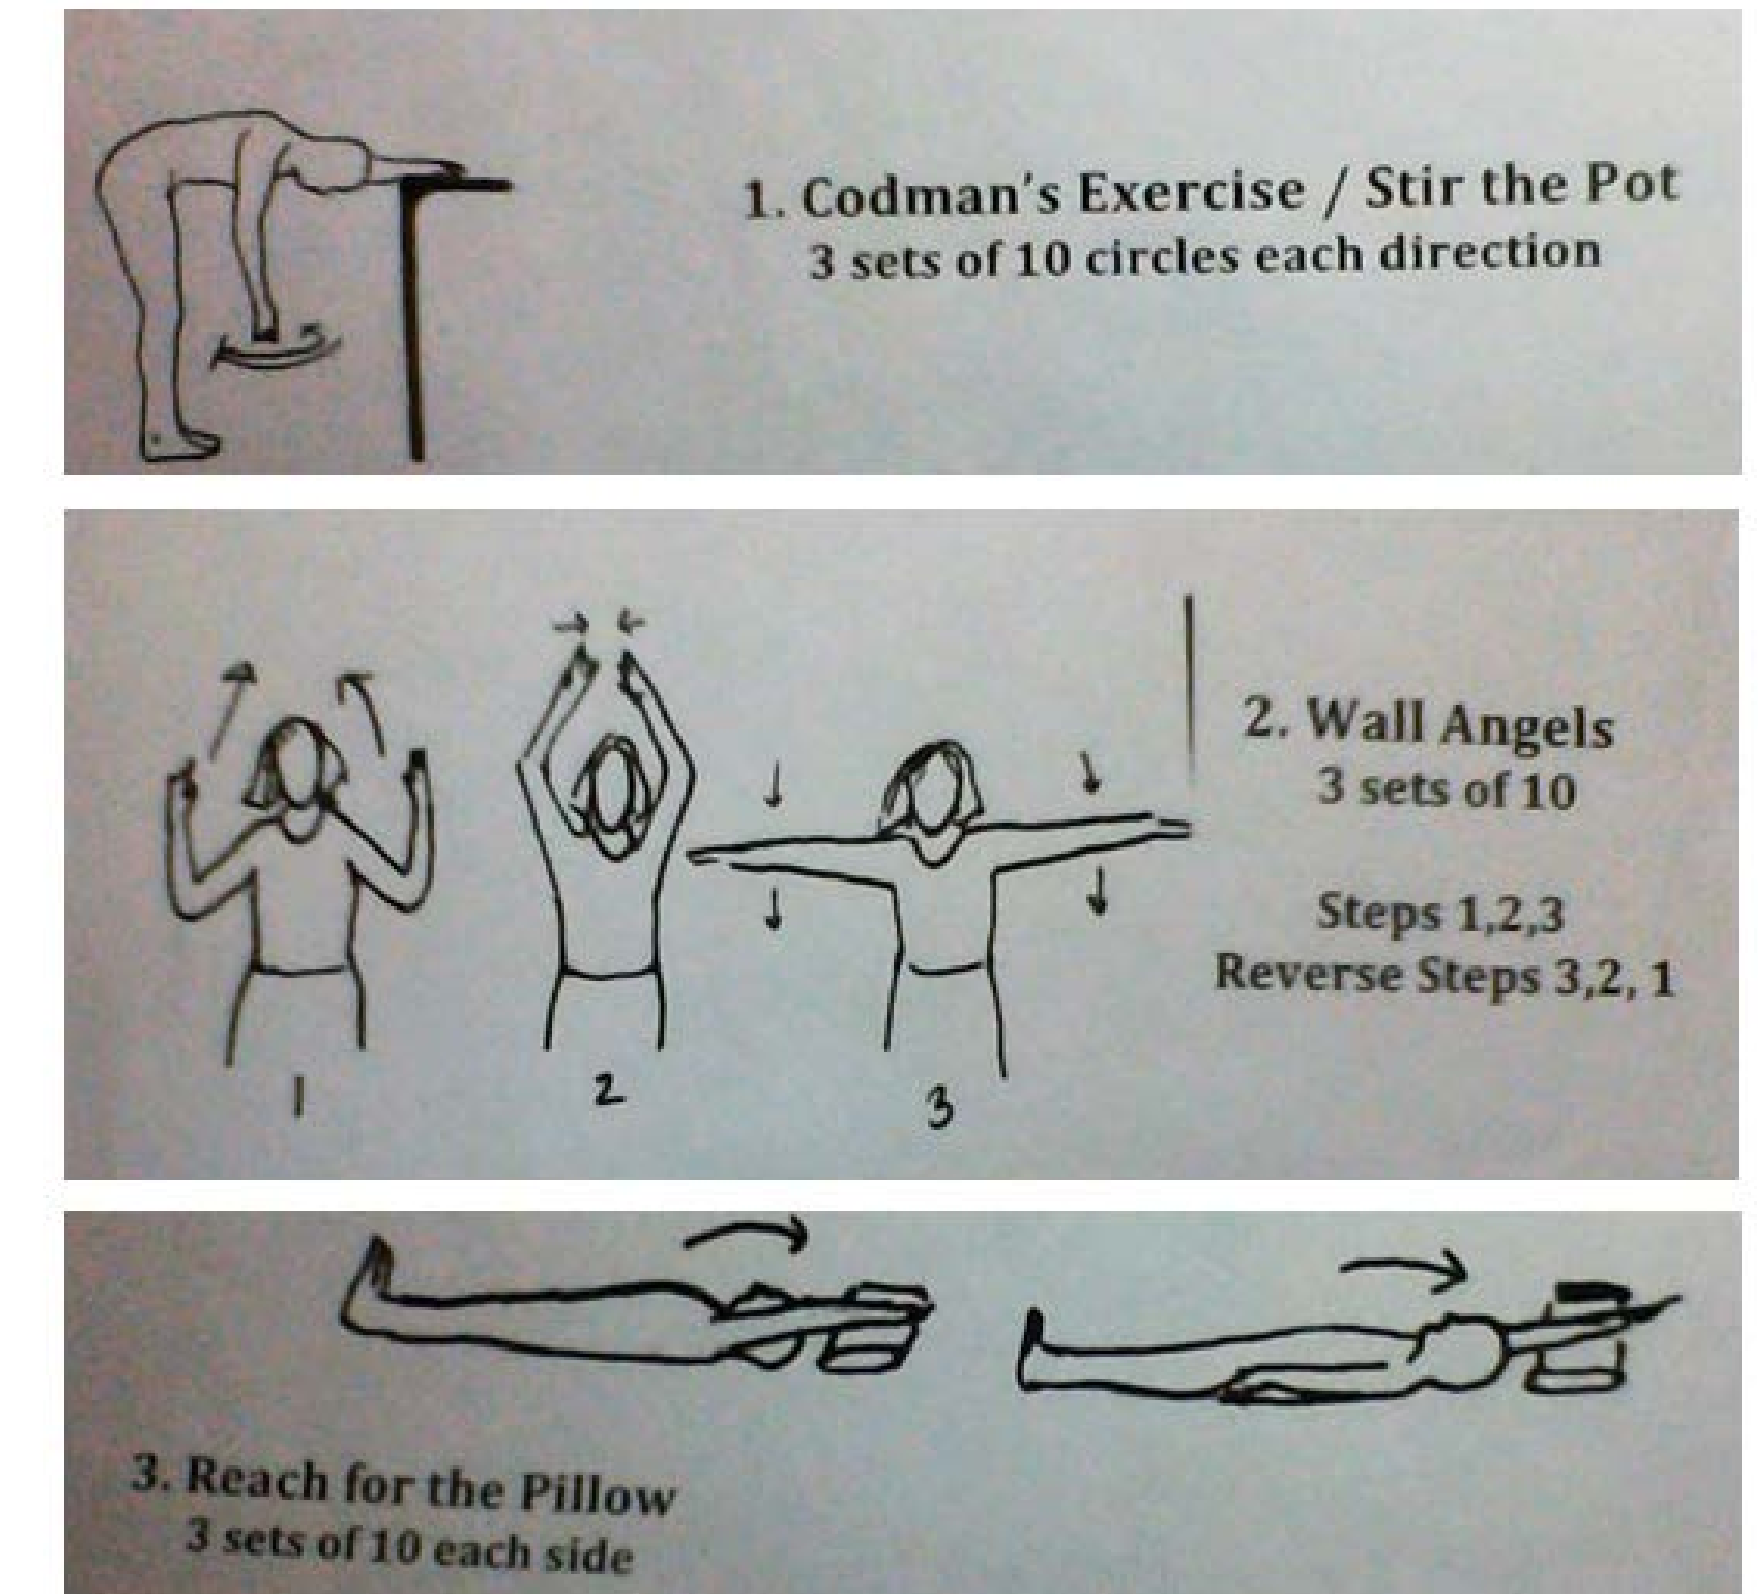 1. Codman's Exercise / Stir the Pot
3 sets of 10 circles each direction
2. Wall Angels
3 sets of 10
Steps 1,2,3
Reverse Steps 3,2, 1
1
2
3
3. Reach for the Pillow
3 sets of 10 each side